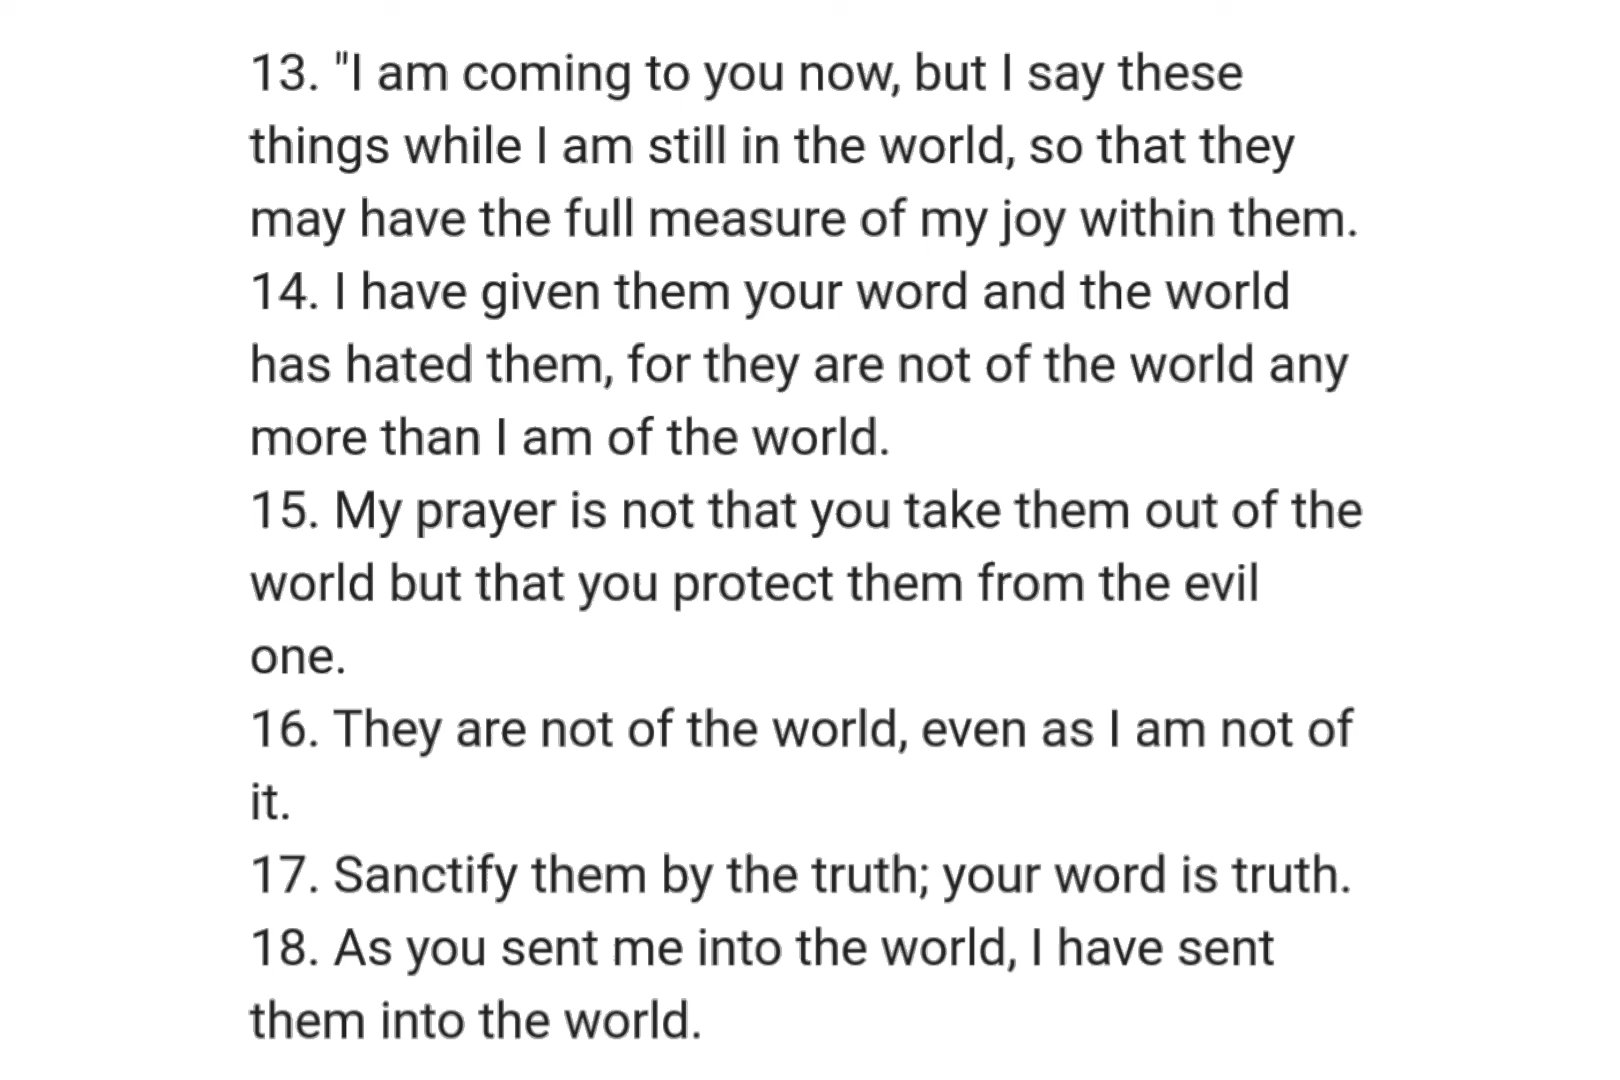 13. "I am coming to you now, but I say these
things while I am still in the world, so that they
may have the full measure of my joy within them.
14. I have given them your word and the world
has hated them, for they are not of the world any
more than I am of the world.
15. My prayer is not that you take them out of the
world but that you protect them from the evil
one.
16. They are not of the world, even as I am not of
it.
17. Sanctify them by the truth; your word is truth.
18. As you sent me into the world, I have sent
them into the world.